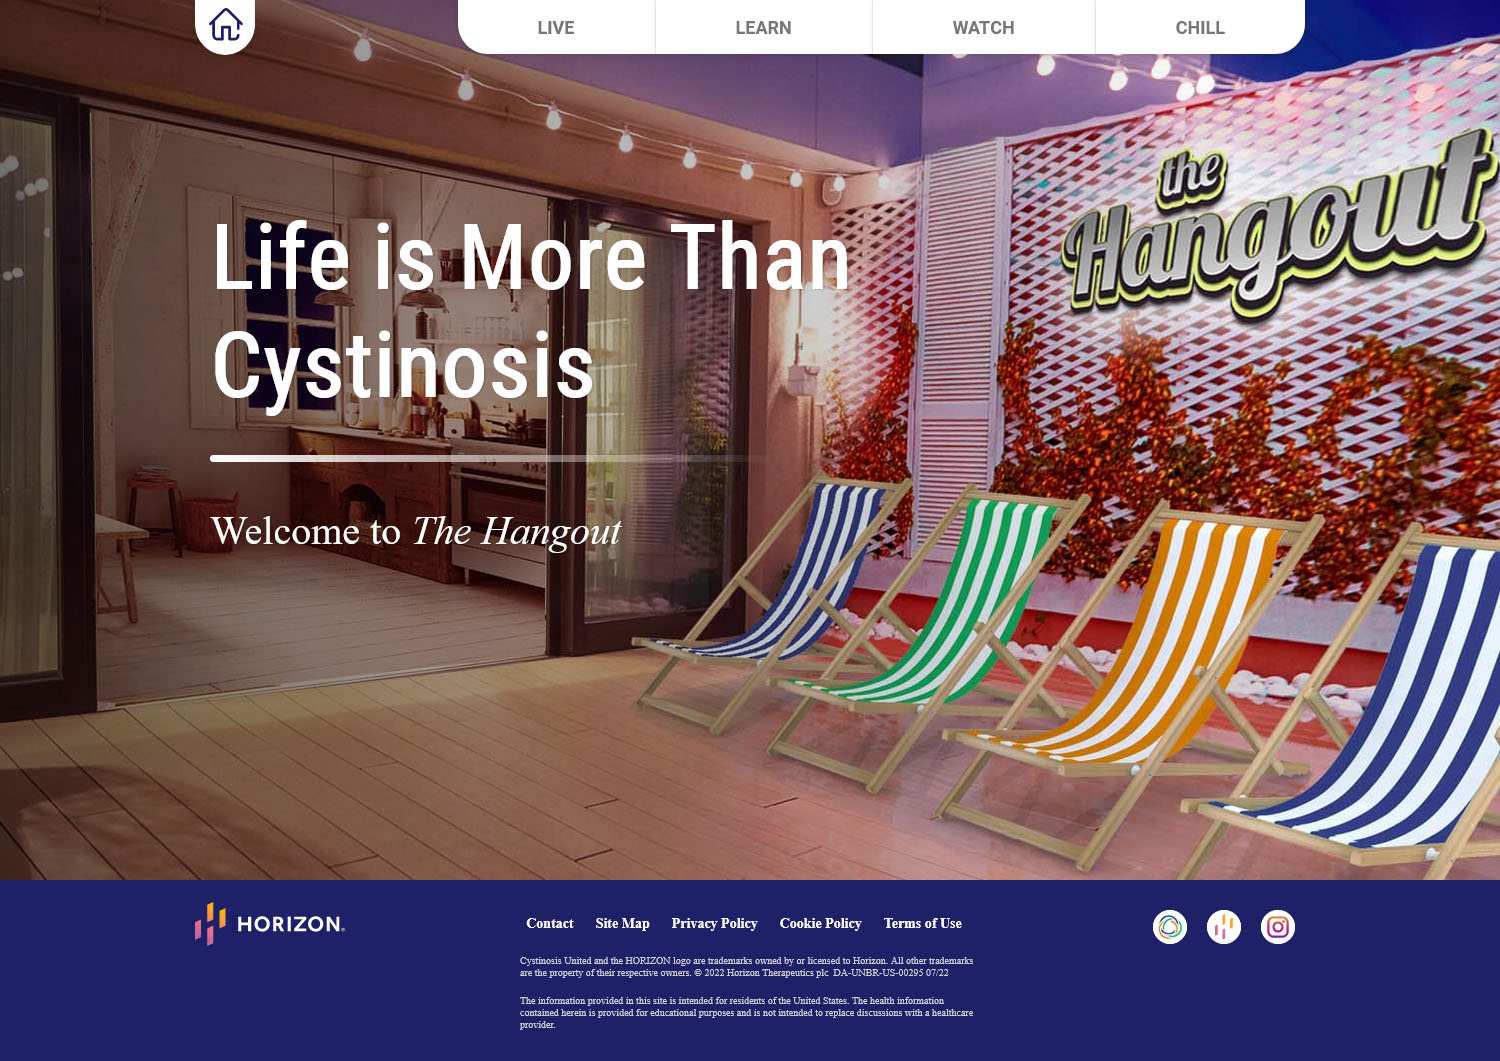 LIVE
LEARN
WATCH
CHILL
the
Hangout
Life is More Than
Cystinosis
Welcome to The Hangout
HORIZON®
Contact
Site Map
Privacy Policy
Cookie Policy
Terms of Use
Cystinosis United and the HORIZON logo are trademarks owned by or licensed to Horizon. All other trademarks
are the property of their respective owners. © 2022 Horizon Therapeutics plc  DA-UNBR-US-00295 07/22
The information provided in this site is intended for residents of the United States. The health information
contained herein is provided for educational purposes and is not intended to replace discussions with a healthcare
provider.